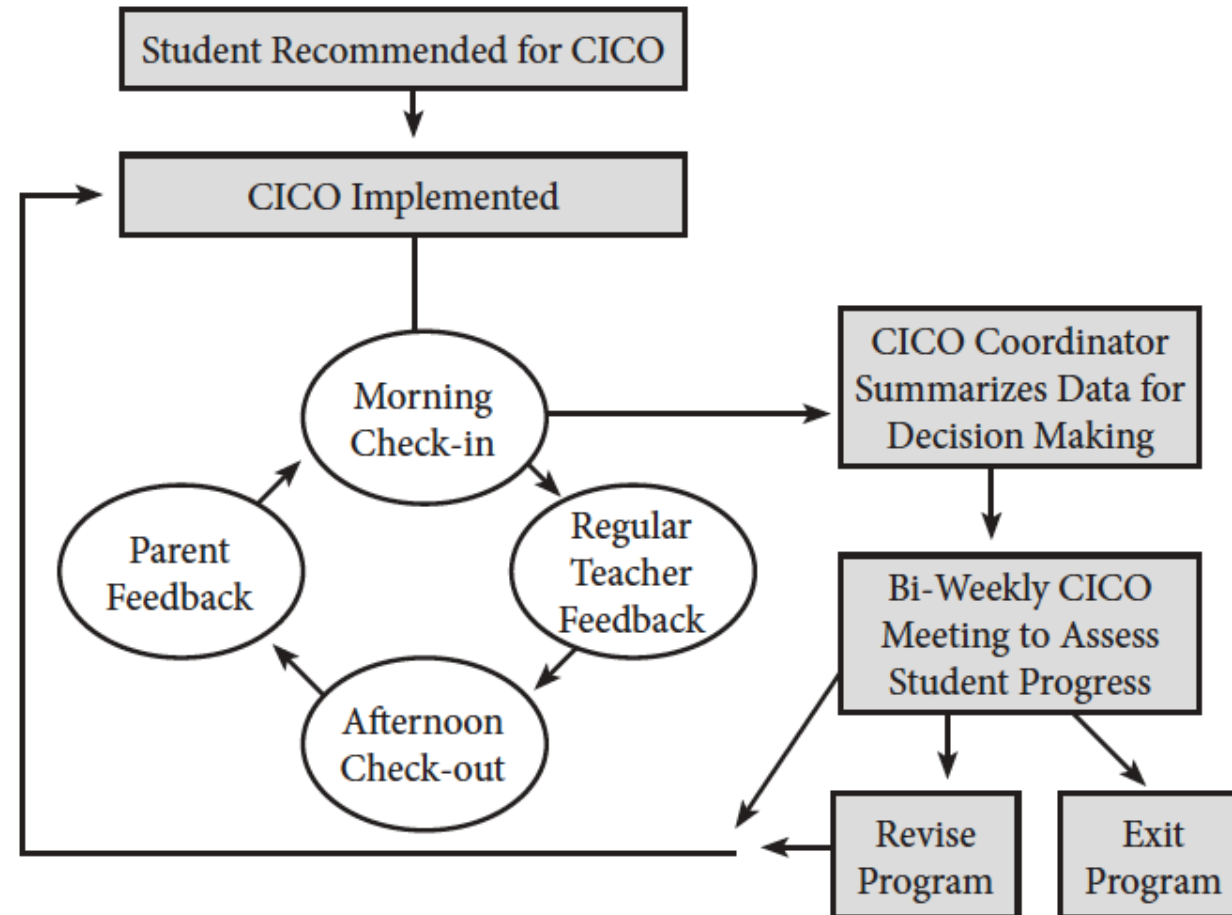 Student Recommended for CICO
CICO Implemented
Morning
Check-in
Regular
Teacher
Feedback
Afternoon
Check-out
Parent
Feedback
CICO Coordinator
Summarizes Data for
Decision Making
Bi-Weekly CICO
Meeting to Assess
Student Progress
Revise
Program
Exit
Program